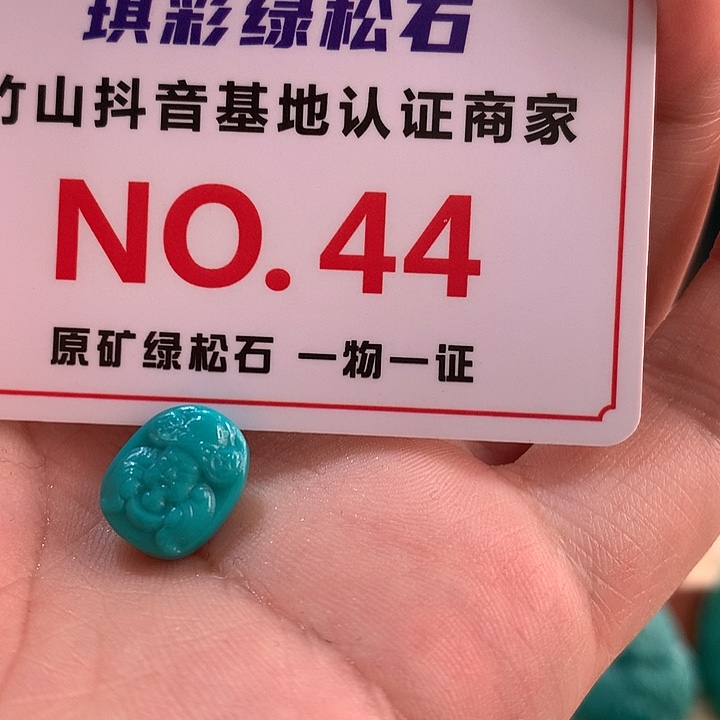 琪彩绿松石
竹山抖音基地认证商家
NO.44
原矿绿松石 一物一证